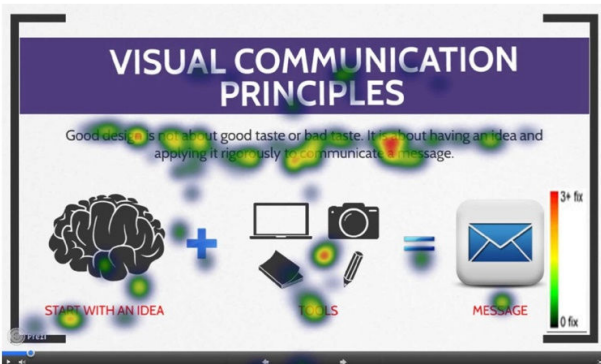 VISUAL COMMUNICATION
PRINCIPLES
Good design is not about good taste or bad taste. It is about having an idea and
applying it rigorously to communicate a message.
3+ fix
START WITH AN IDEA
TOOLS
MESSAGE
0 fix
Prezi